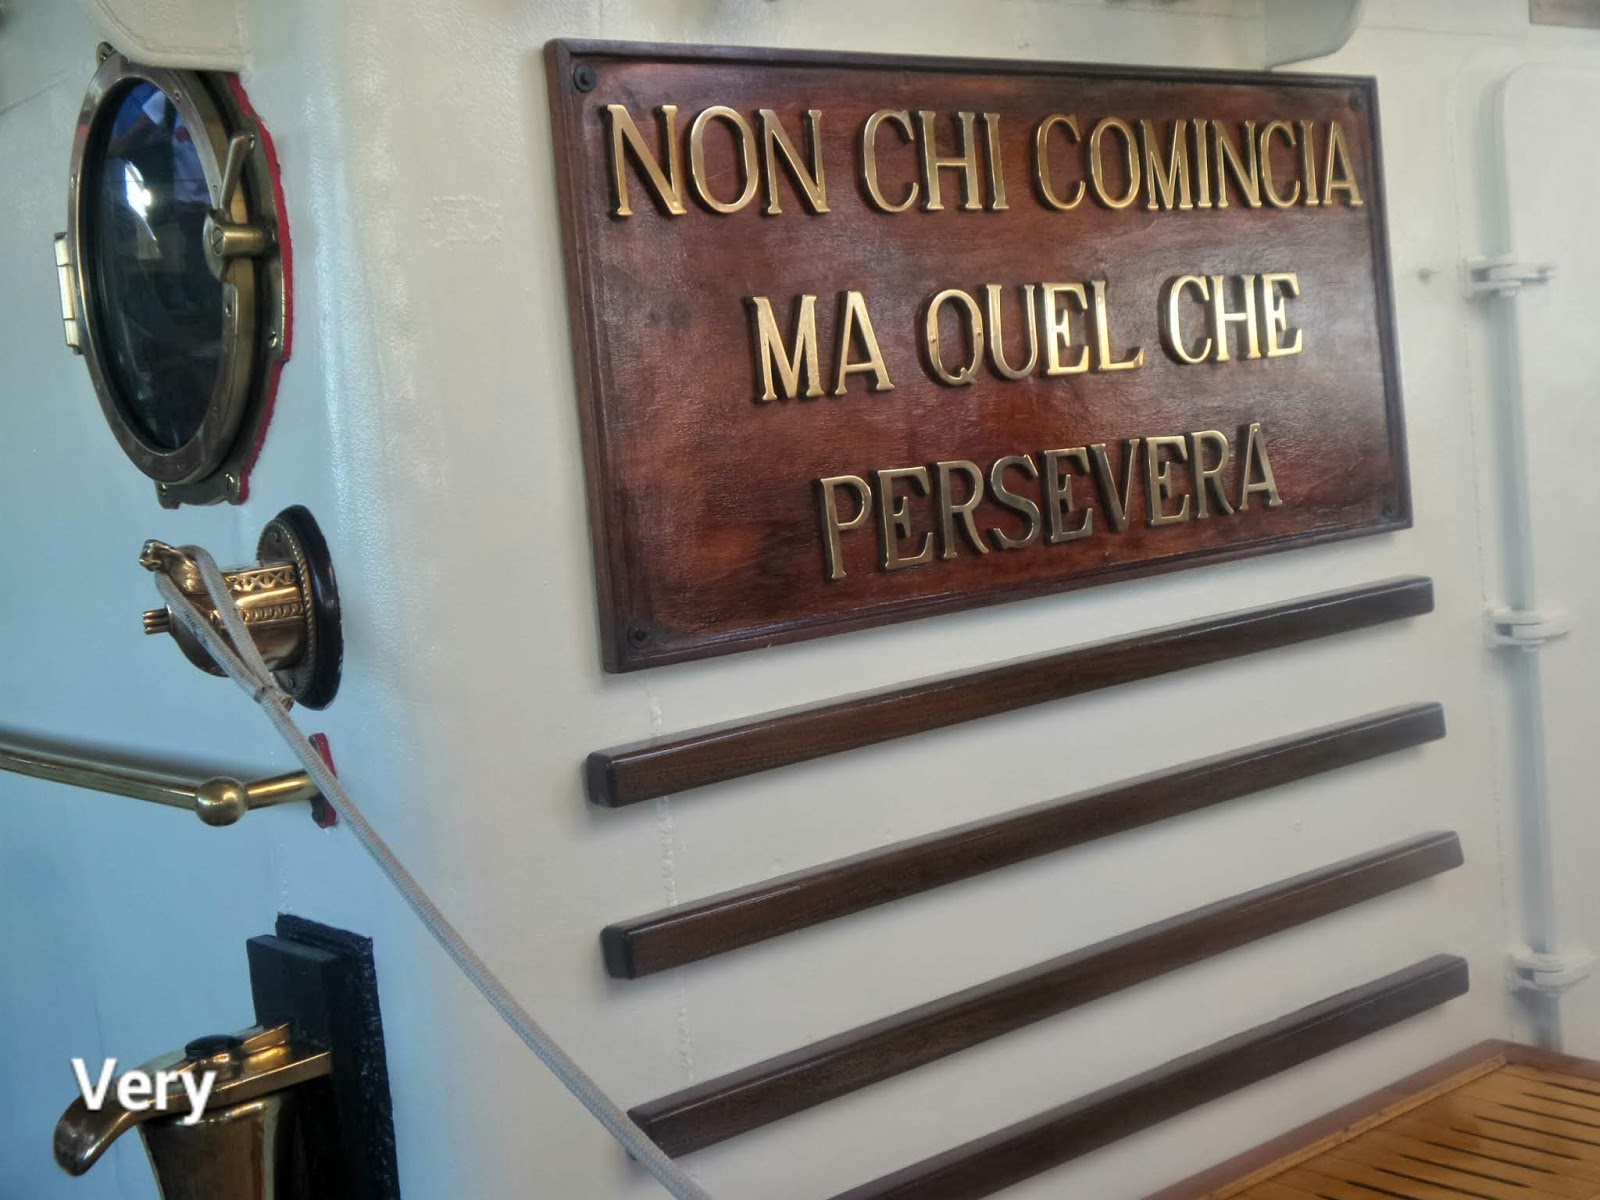 NON CHI COMINCIA
MA QUEL CHE
PERSEVERA
Very